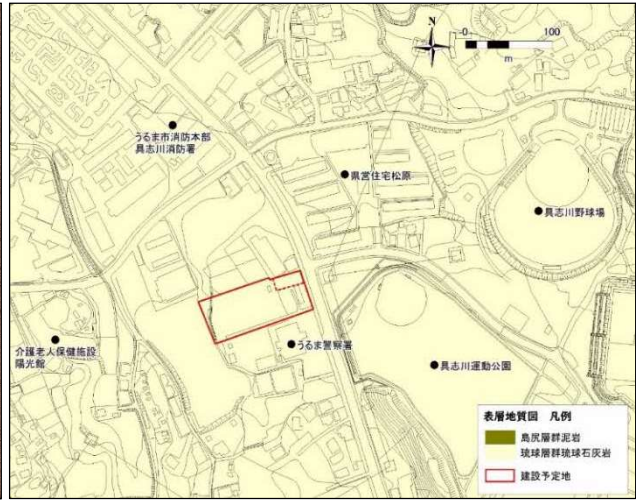 N
0 100
m
うるま市消防本部
具志川消防署
県営住宅松原
具志川野球場
うるま警察署
介護老人保健施設
陽光館
具志川運動公園
表層地質図 凡例
島尻層群泥岩
琉球層群琉球石灰岩
建設予定地